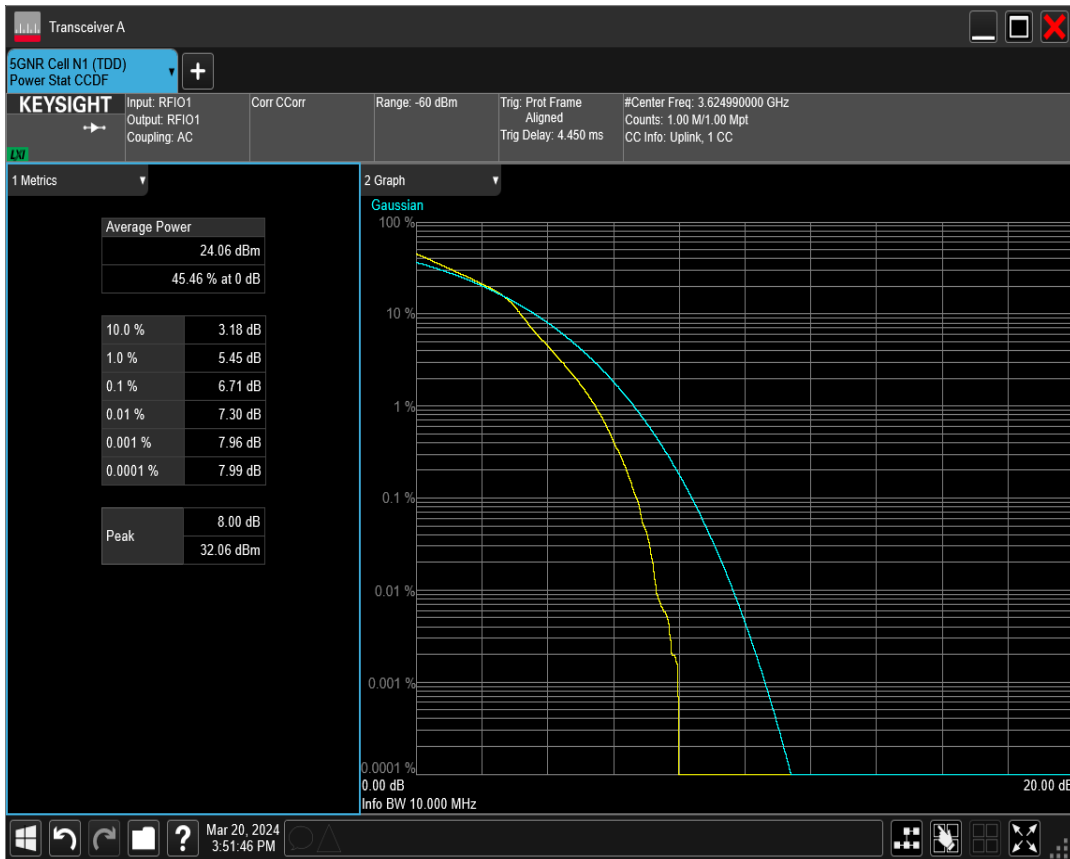 Transceiver A
5GNR Cell N1 (TDD)
Power Stat CCDF
KEYSIGHT
LXI
Input: RFIO1
Output: RFIO1
Coupling: AC
Corr CCorr
Range: -60 dBm
Trig: Prot Frame
Aligned
Trig Delay: 4.450 ms
#Center Freq: 3.624990000 GHz
Counts: 1.00 M/1.00 Mpt
CC Info: Uplink, 1 CC
1 Metrics
Average Power
24.06 dBm
45.46 % at 0 dB
10.0 % 3.18 dB
1.0 % 5.45 dB
0.1 % 6.71 dB
0.01 % 7.30 dB
0.001 % 7.96 dB
0.0001 % 7.99 dB
Peak
8.00 dB
32.06 dBm
2 Graph
Gaussian
100 %
10 %
1 %
0.1 %
0.01 %
0.001 %
0.0001 %
0.00 dB
20.00 dB
Info BW 10.000 MHz
?
Mar 20, 2024
3:51:46 PM